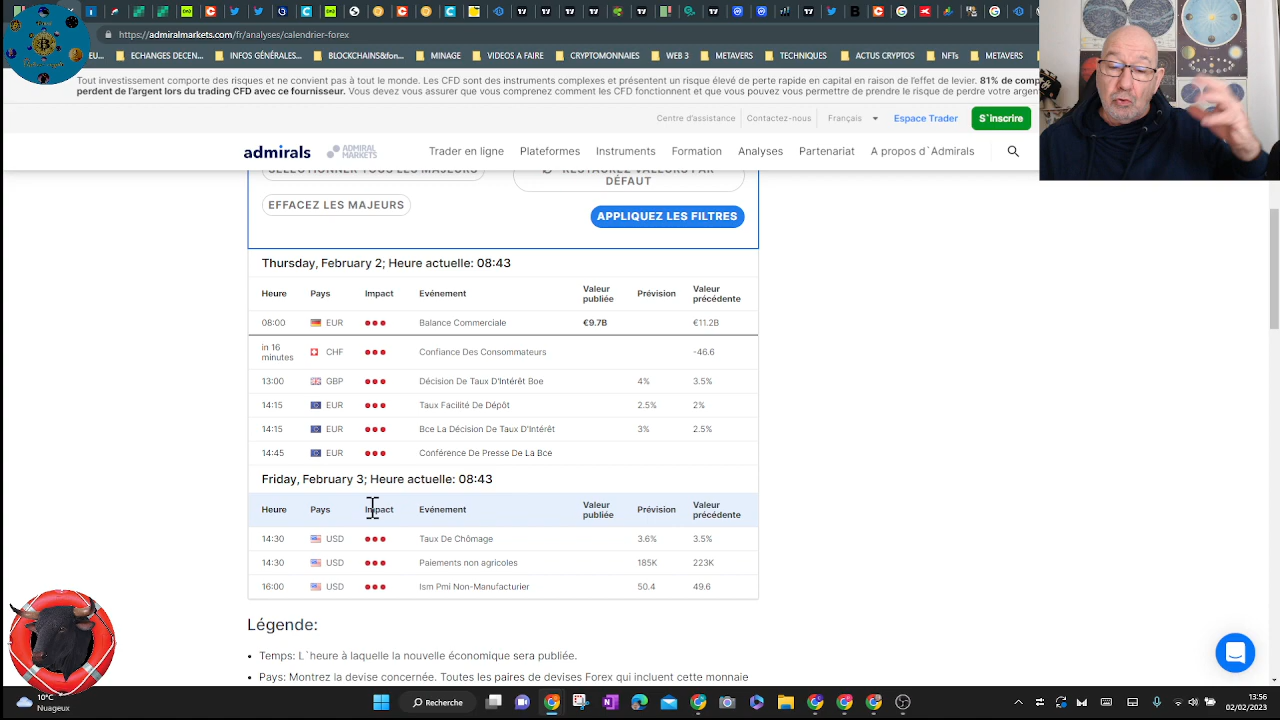 https://admiralmarkets.com/fr/analyses/calendrier-forex
EU... ECHANGES DECEN... INFOS GÉNÉRALES... BLOCKCHAINS&don... MINAGE VIDEOS A FAIRE CRYPTOMONNAIES WEB 3 METAVERS TECHNIQUES ACTUS CRYPTOS NFTs METAVERS
Tout investissement comporte des risques et ne convient pas à tout le monde. Les CFD sont des instruments complexes et présentent un risque élevé de perte rapide en capital en raison de l'effet de levier. 81% de comp
perdent de l'argent lors du trading CFD avec ce fournisseur. Vous devez vous assurer que vous comprenez comment les CFD fonctionnent et que vous pouvez vous permettre de prendre le risque de perdre votre argen
Centre d'assistance Contactez-nous Français Espace Trader S`inscrire
admirals ADMIRAL MARKETS Trader en ligne Plateformes Instruments Formation Analyses Partenariat A propos d`Admirals
SÉLECTIONNER TOUS LES MAJEURS RESTAUREZ VALEURS PAR
DÉFAUT
EFFACEZ LES MAJEURS
APPLIQUEZ LES FILTRES
Thursday, February 2; Heure actuelle: 08:43
Heure Pays Impact Evénement Valeur publiée Prévision Valeur précédente
08:00 EUR Balance Commerciale €9.7B €11.2B
in 16 minutes CHF Confiance Des Consommateurs -46.6
13:00 GBP Décision De Taux D'Intérêt Boe 4% 3.5%
14:15 EUR Taux Facilité De Dépôt 2.5% 2%
14:15 EUR Bce La Décision De Taux D'Intérêt 3% 2.5%
14:45 EUR Conférence De Presse De La Bce
Friday, February 3; Heure actuelle: 08:43
Heure Pays Impact Evénement Valeur publiée Prévision Valeur précédente
14:30 USD Taux De Chômage 3.6% 3.5%
14:30 USD Paiements non agricoles 185K 223K
16:00 USD Ism Pmi Non-Manufacturier 50.4 49.6
Légende:
• Temps: L`heure à laquelle la nouvelle économique sera publiée.
• Pays: Montrez la devise concernée. Toutes les paires de devises Forex qui incluent cette monnaie
10°C
Nuageux
Recherche
13:56
02/02/2023